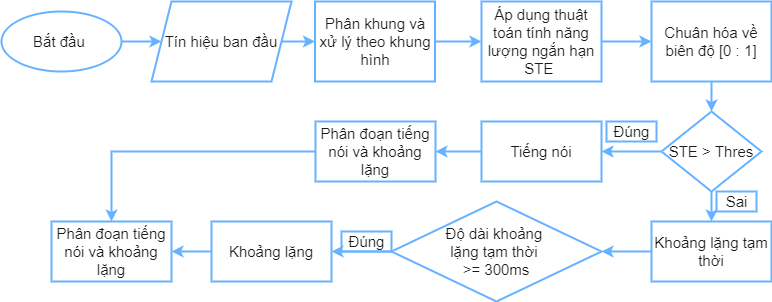 Bắt đầu
Tín hiệu ban đầu
Phân khung và
xử lý theo khung
hình
Áp dụng thuật
toán tính năng
lượng ngắn hạn
STE
Chuân hóa về
biên độ [0 : 1]
STE > Thres
Đúng
Tiếng nói
Phân đoạn tiếng
nói và khoảng
lặng
Sai
Khoảng lặng tạm
thời
Độ dài khoảng
lặng tạm thời
>= 300ms
Đúng
Khoảng lặng
Phân đoạn tiếng
nói và khoảng
lặng